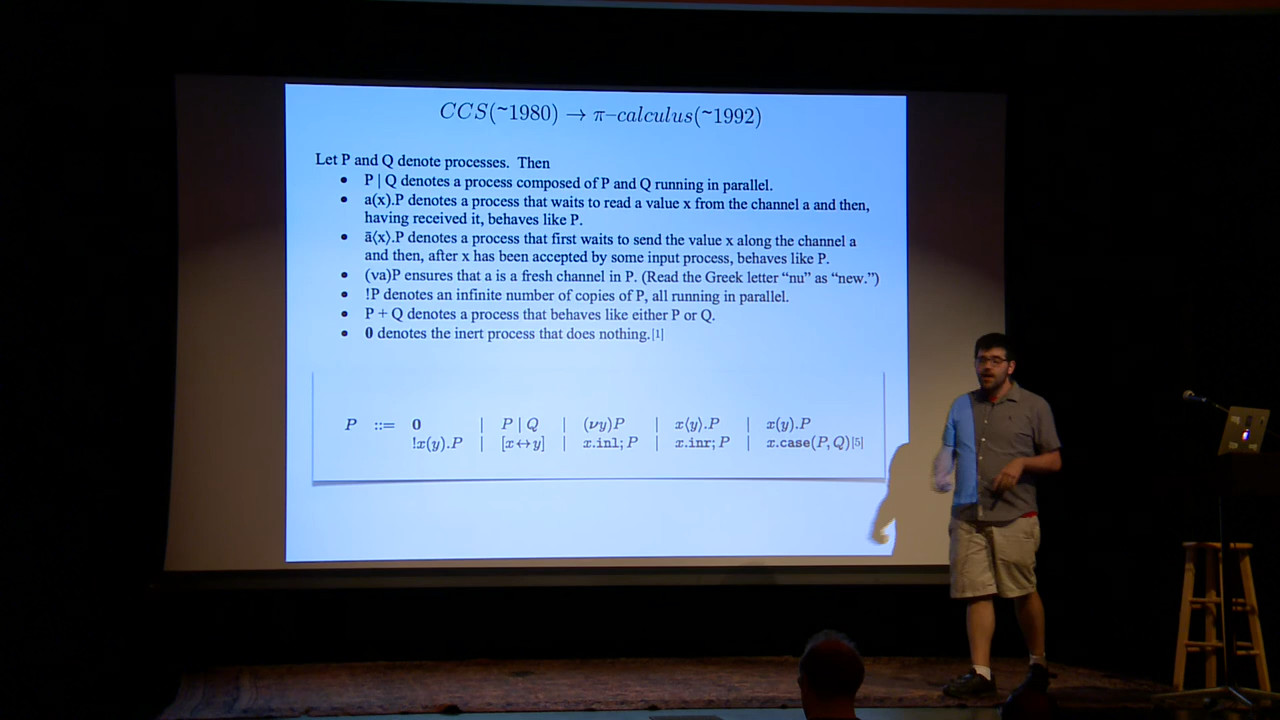 CCS(~1980) → π–calculus(~1992)
Let P and Q denote processes. Then
• P | Q denotes a process composed of P and Q running in parallel.
• a(x).P denotes a process that waits to read a value x from the channel a and then,
having received it, behaves like P.
• ā⟨x⟩.P denotes a process that first waits to send the value x along the channel a
and then, after x has been accepted by some input process, behaves like P.
• (νa)P ensures that a is a fresh channel in P. (Read the Greek letter “nu” as “new.”)
• !P denotes an infinite number of copies of P, all running in parallel.
• P + Q denotes a process that behaves like either P or Q.
• 0 denotes the inert process that does nothing.[1]
P ::= 0 | P | Q | (νy)P | x⟨y⟩.P | x(y).P
!x(y).P | [x↔y] | x.inl; P | x.inr; P | x.case(P, Q)[5]